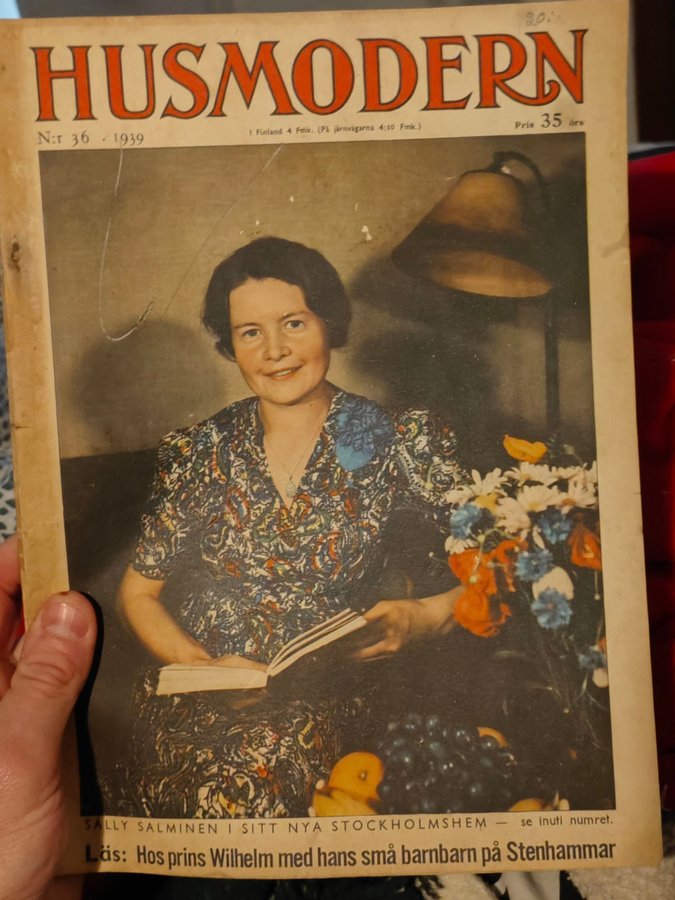 20:-
HUSMODERN
I Finland 4 Fmk. (På järnvägarna 4:10 Fmk.)
N:r 36 · 1939
Pris 35 öre
SALLY SALMINEN I SITT NYA STOCKHOLMSHEM — se inuti numret.
Läs: Hos prins Wilhelm med hans små barnbarn på Stenhammar